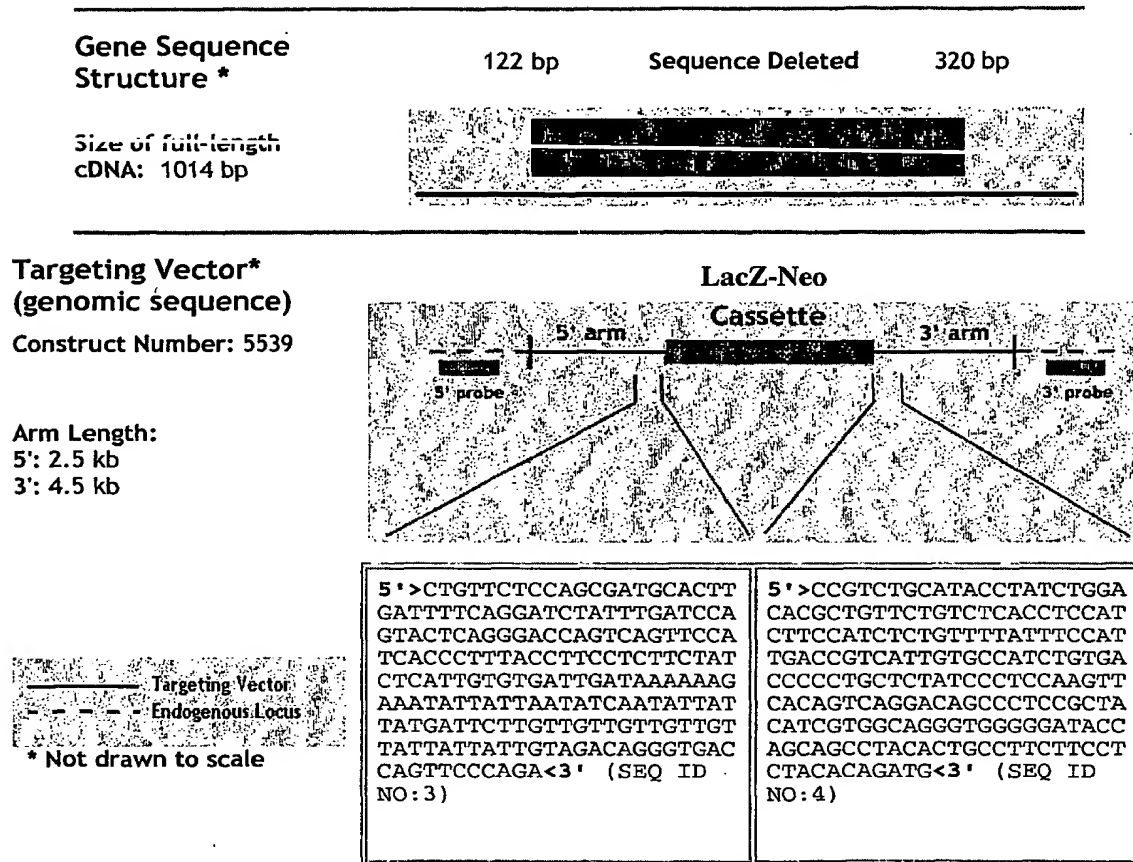 Gene Sequence
Structure *
122 bp Sequence Deleted 320 bp
Size of full-length
cDNA: 1014 bp
Targeting Vector*
(genomic sequence)
Construct Number: 5539
Arm Length:
5': 2.5 kb
3': 4.5 kb
LacZ-Neo
Cassette
5' arm
3' arm
5' probe
3' probe
5'>CTGTTCTCCAGCGATGCACTT
GATTTTCAGGATCTATTTGATCCA
GTACTCAGGGACCAGTCAGTTCCA
TCACCCTTTACCTTCCTCTTCTAT
CTCATTGTGTGATTGATAAAAAAG
AAATATTATTAATATCAATATTAT
TATGATTCTTGTTGTTGTTGTTGT
TATTATTATTGTAGACAGGGTGAC
CAGTTCCCAGA<3' (SEQ ID
NO:3)
5'>CCGTCTGCATACCTATCTGGA
CACGCTGTTCTGTCTCACCTCCAT
CTTCCATCTCTGTTTTATTTCCAT
TGACCGTCATTGTGCCATCTGTGA
CCCCCTGCTCTATCCCTCCAAGTT
CACAGTCAGGACAGCCCTCCGCTA
CATCGTGGCAGGGTGGGGGATACC
AGCAGCCTACACTGCCTTCTTCCT
CTACACAGATG<3' (SEQ ID
NO:4)
Targeting Vector
Endogenous Locus
* Not drawn to scale